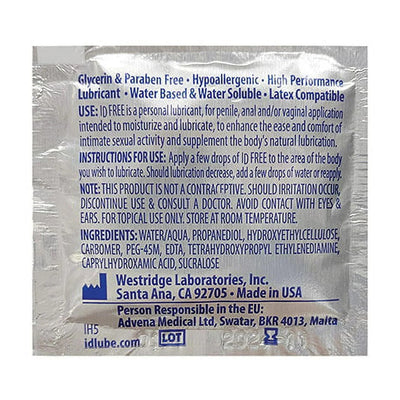 Glycerin & Paraben Free • Hypoallergenic • High Performance
Lubricant • Water Based & Water Soluble • Latex Compatible
USE: ID FREE is a personal lubricant, for penile, anal and/or vaginal application
intended to moisturize and lubricate, to enhance the ease and comfort of
intimate sexual activity and supplement the body's natural lubrication.
INSTRUCTIONS FOR USE: Apply a few drops of ID FREE to the area of the body
you wish to lubricate. Should lubrication decrease, add a few drops of water or reapply.
NOTE: THIS PRODUCT IS NOT A CONTRACEPTIVE. SHOULD IRRITATION OCCUR,
DISCONTINUE USE & CONSULT A DOCTOR. AVOID CONTACT WITH EYES &
EARS. FOR TOPICAL USE ONLY. STORE AT ROOM TEMPERATURE.
INGREDIENTS: WATER/AQUA, PROPANEDIOL, HYDROXYETHYLCELLULOSE,
CARBOMER, PEG-45M, EDTA, TETRAHYDROXYPROPYL ETHYLENEDIAMINE,
CAPRYLHYDROXAMIC ACID, SUCRALOSE
Westridge Laboratories, Inc.
Santa Ana, CA 92705 • Made in USA
Person Responsible in the EU:
Advena Medical Ltd, Swatar, BKR 4013, Malta
IH5
idlube.com LOT